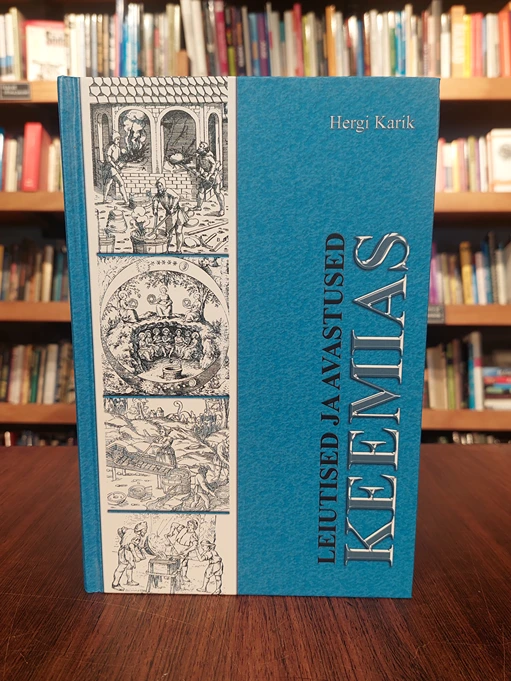 Hergi Karik
LEIUTISED JA AVASTUSED
KEEMIAS